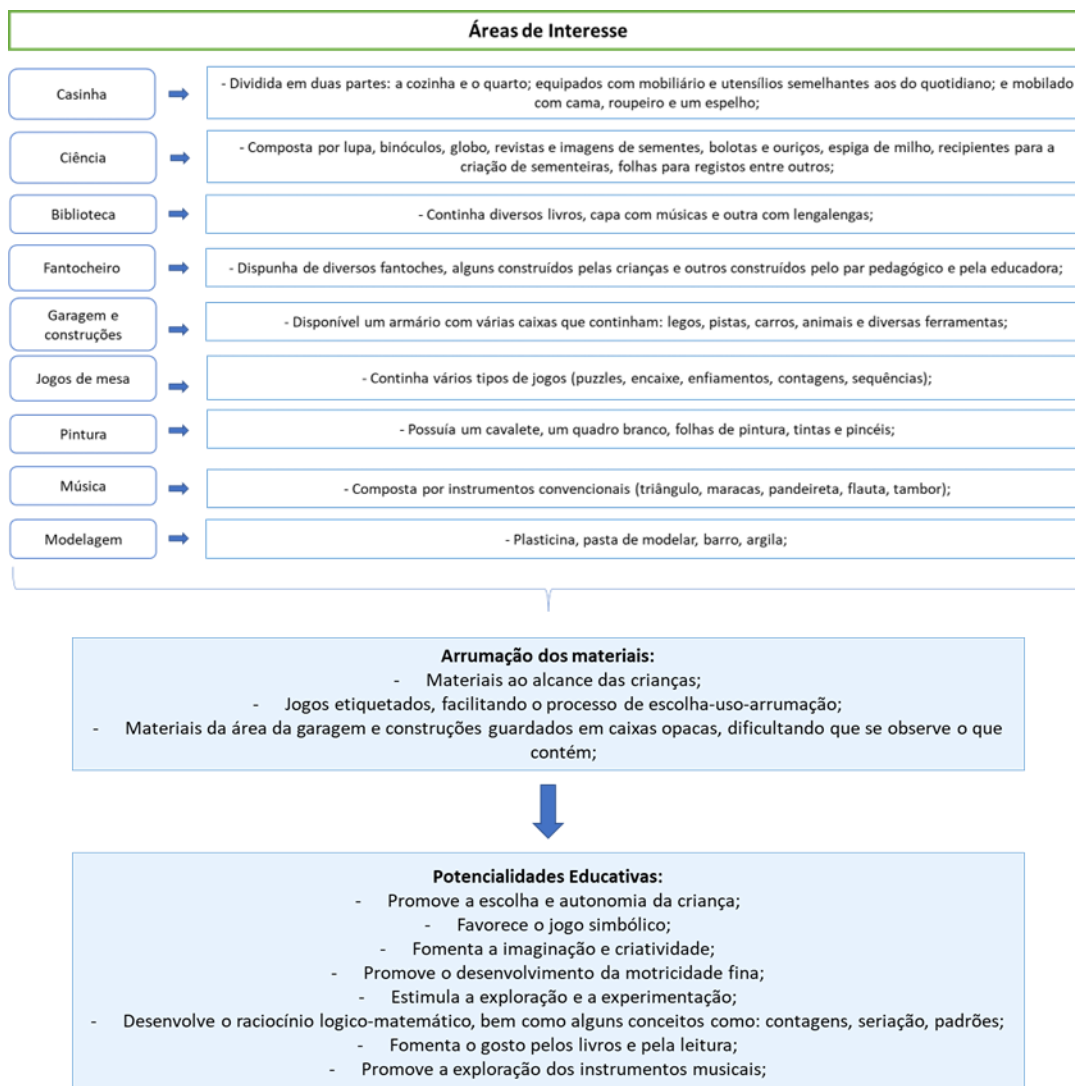 Áreas de Interesse
Casinha
- Dividida em duas partes: a cozinha e o quarto; equipados com mobiliário e utensílios semelhantes aos do quotidiano; e mobilado
com cama, roupeiro e um espelho;
Ciência
- Composta por lupa, binóculos, globo, revistas e imagens de sementes, bolotas e ouriços, espiga de milho, recipientes para a
criação de sementeiras, folhas para registos entre outros;
Biblioteca
- Continha diversos livros, capa com músicas e outra com lengalengas;
Fantocheiro
- Dispunha de diversos fantoches, alguns construídos pelas crianças e outros construídos pelo par pedagógico e pela educadora;
Garagem e
construções
- Disponível um armário com várias caixas que continham: legos, pistas, carros, animais e diversas ferramentas;
Jogos de mesa
- Continha vários tipos de jogos (puzzles, encaixe, enfiamentos, contagens, sequências);
Pintura
- Possuía um cavalete, um quadro branco, folhas de pintura, tintas e pincéis;
Música
- Composta por instrumentos convencionais (triângulo, maracas, pandeireta, flauta, tambor);
Modelagem
- Plasticina, pasta de modelar, barro, argila;
Arrumação dos materiais:
- Materiais ao alcance das crianças;
- Jogos etiquetados, facilitando o processo de escolha-uso-arrumação;
- Materiais da área da garagem e construções guardados em caixas opacas, dificultando que se observe o que
contém;
Potencialidades Educativas:
- Promove a escolha e autonomia da criança;
- Favorece o jogo simbólico;
- Fomenta a imaginação e criatividade;
- Promove o desenvolvimento da motricidade fina;
- Estimula a exploração e a experimentação;
- Desenvolve o raciocínio logico-matemático, bem como alguns conceitos como: contagens, seriação, padrões;
- Fomenta o gosto pelos livros e pela leitura;
- Promove a exploração dos instrumentos musicais;